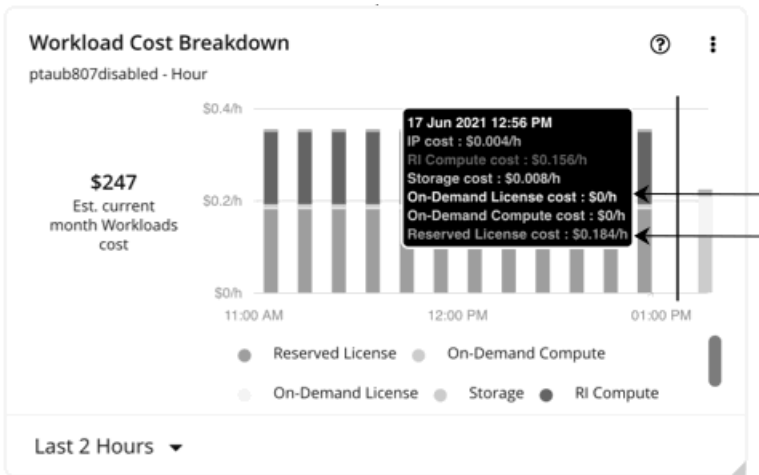 Workload Cost Breakdown
ptaub807disabled - Hour
$247
Est. current
month Workloads
cost
$0.4/h
$0.2/h
$0/h
17 Jun 2021 12:56 PM
IP cost : $0.004/h
RI Compute cost : $0.156/h
Storage cost : $0.008/h
On-Demand License cost : $0/h
On-Demand Compute cost : $0/h
Reserved License cost : $0.184/h
11:00 AM 12:00 PM 01:00 PM
Reserved License On-Demand Compute
On-Demand License Storage RI Compute
Last 2 Hours